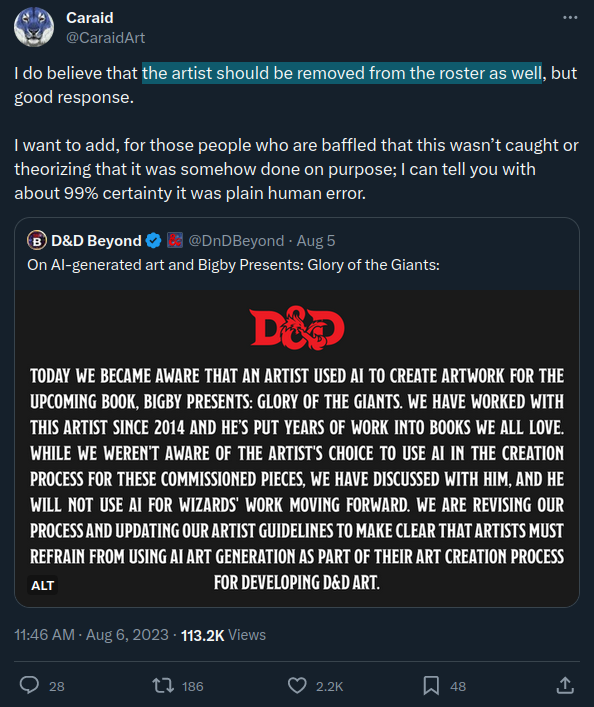 Caraid
@CaraidArt
I do believe that the artist should be removed from the roster as well, but
good response.
I want to add, for those people who are baffled that this wasn’t caught or
theorizing that it was somehow done on purpose; I can tell you with
about 99% certainty it was plain human error.
D&D Beyond @DnDBeyond · Aug 5
On AI-generated art and Bigby Presents: Glory of the Giants:
D&D
TODAY WE BECAME AWARE THAT AN ARTIST USED AI TO CREATE ARTWORK FOR THE
UPCOMING BOOK, BIGBY PRESENTS: GLORY OF THE GIANTS. WE HAVE WORKED WITH
THIS ARTIST SINCE 2014 AND HE'S PUT YEARS OF WORK INTO BOOKS WE ALL LOVE.
WHILE WE WEREN'T AWARE OF THE ARTIST'S CHOICE TO USE AI IN THE CREATION
PROCESS FOR THESE COMMISSIONED PIECES, WE HAVE DISCUSSED WITH HIM, AND HE
WILL NOT USE AI FOR WIZARDS' WORK MOVING FORWARD. WE ARE REVISING OUR
PROCESS AND UPDATING OUR ARTIST GUIDELINES TO MAKE CLEAR THAT ARTISTS MUST
REFRAIN FROM USING AI ART GENERATION AS PART OF THEIR ART CREATION PROCESS
FOR DEVELOPING D&D ART.
ALT
11:46 AM · Aug 6, 2023 · 113.2K Views
28 186 2.2K 48